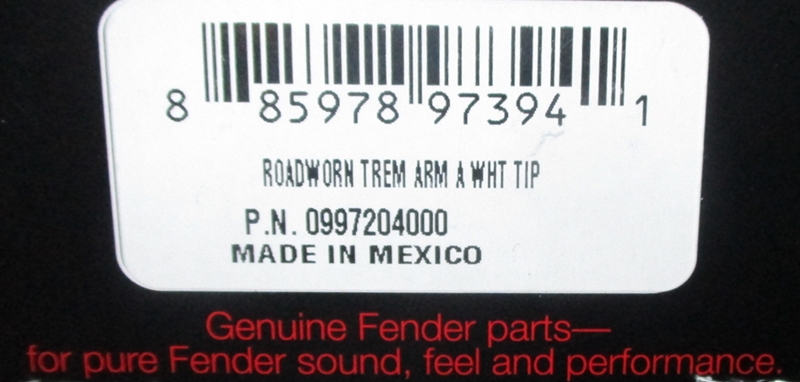 8 85978 97394 1
ROADWORN TREM ARM A WHT TIP
P.N. 0997204000
MADE IN MEXICO
Genuine Fender parts—
for pure Fender sound, feel and performance.